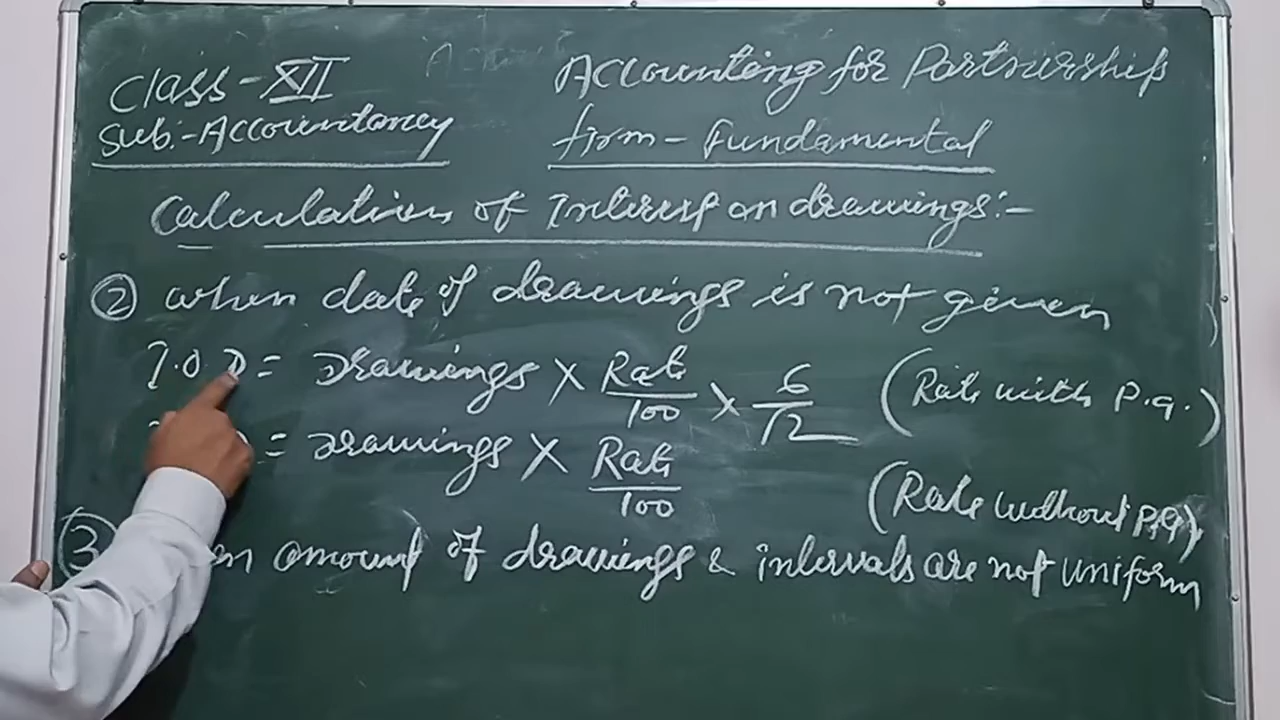 Class-XII
Sub:-Accountancy
Accounting for Partnership
firm-Fundamental
Calculation of Interest on drawings:-
② when date of drawings is not given
I.O.D = Drawings × Rate/100 × 6/12 (Rate with P.a.)
= Drawings × Rate/100 (Rate without P.a.)
③ amount of drawings & intervals are not uniform